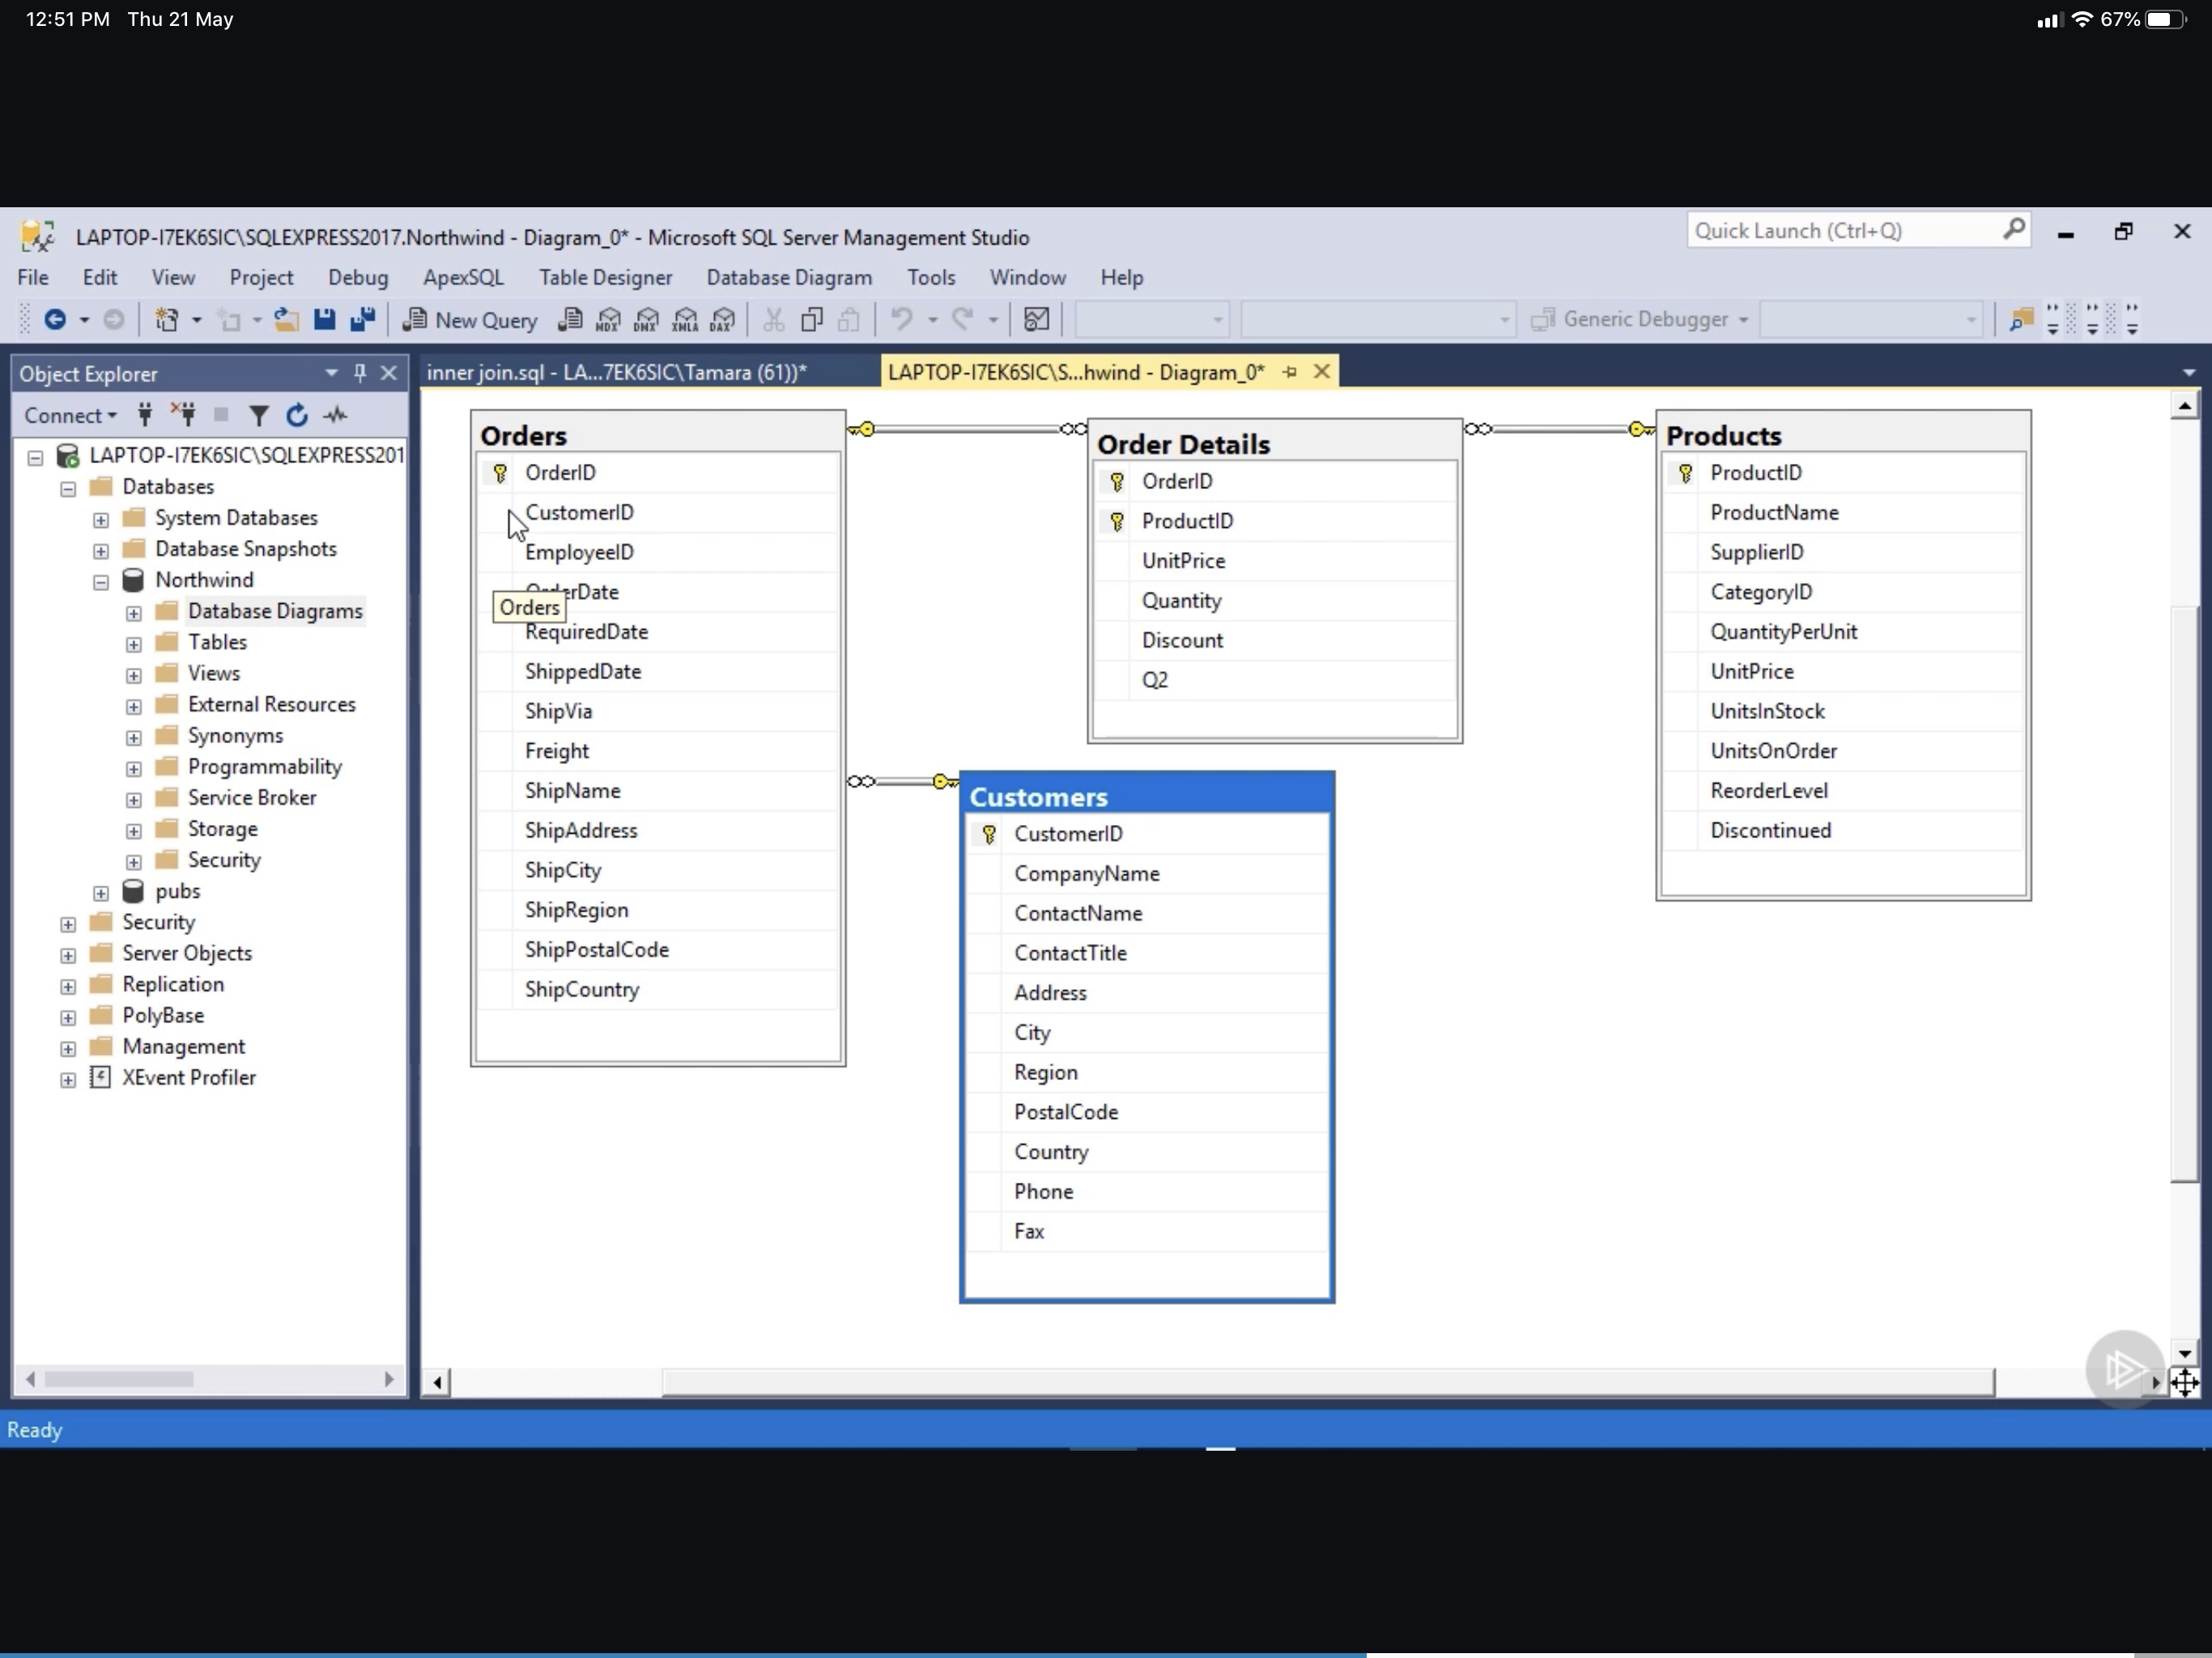 12:51 PM Thu 21 May
67%
LAPTOP-I7EK6SIC\SQLEXPRESS2017.Northwind - Diagram_0* - Microsoft SQL Server Management Studio
Quick Launch (Ctrl+Q)
File Edit View Project Debug ApexSQL Table Designer Database Diagram Tools Window Help
New Query
MDX DMX XMLA DAX
Generic Debugger
Object Explorer
Connect
LAPTOP-I7EK6SIC\SQLEXPRESS201
Databases
System Databases
Database Snapshots
Northwind
Database Diagrams
Tables
Views
External Resources
Synonyms
Programmability
Service Broker
Storage
Security
pubs
Security
Server Objects
Replication
PolyBase
Management
XEvent Profiler
inner join.sql - LA...7EK6SIC\Tamara (61))*
LAPTOP-I7EK6SIC\S...hwind - Diagram_0*
Orders
OrderID
CustomerID
EmployeeID
OrderDate
Orders
RequiredDate
ShippedDate
ShipVia
Freight
ShipName
ShipAddress
ShipCity
ShipRegion
ShipPostalCode
ShipCountry
Order Details
OrderID
ProductID
UnitPrice
Quantity
Discount
Q2
Products
ProductID
ProductName
SupplierID
CategoryID
QuantityPerUnit
UnitPrice
UnitsInStock
UnitsOnOrder
ReorderLevel
Discontinued
Customers
CustomerID
CompanyName
ContactName
ContactTitle
Address
City
Region
PostalCode
Country
Phone
Fax
Ready